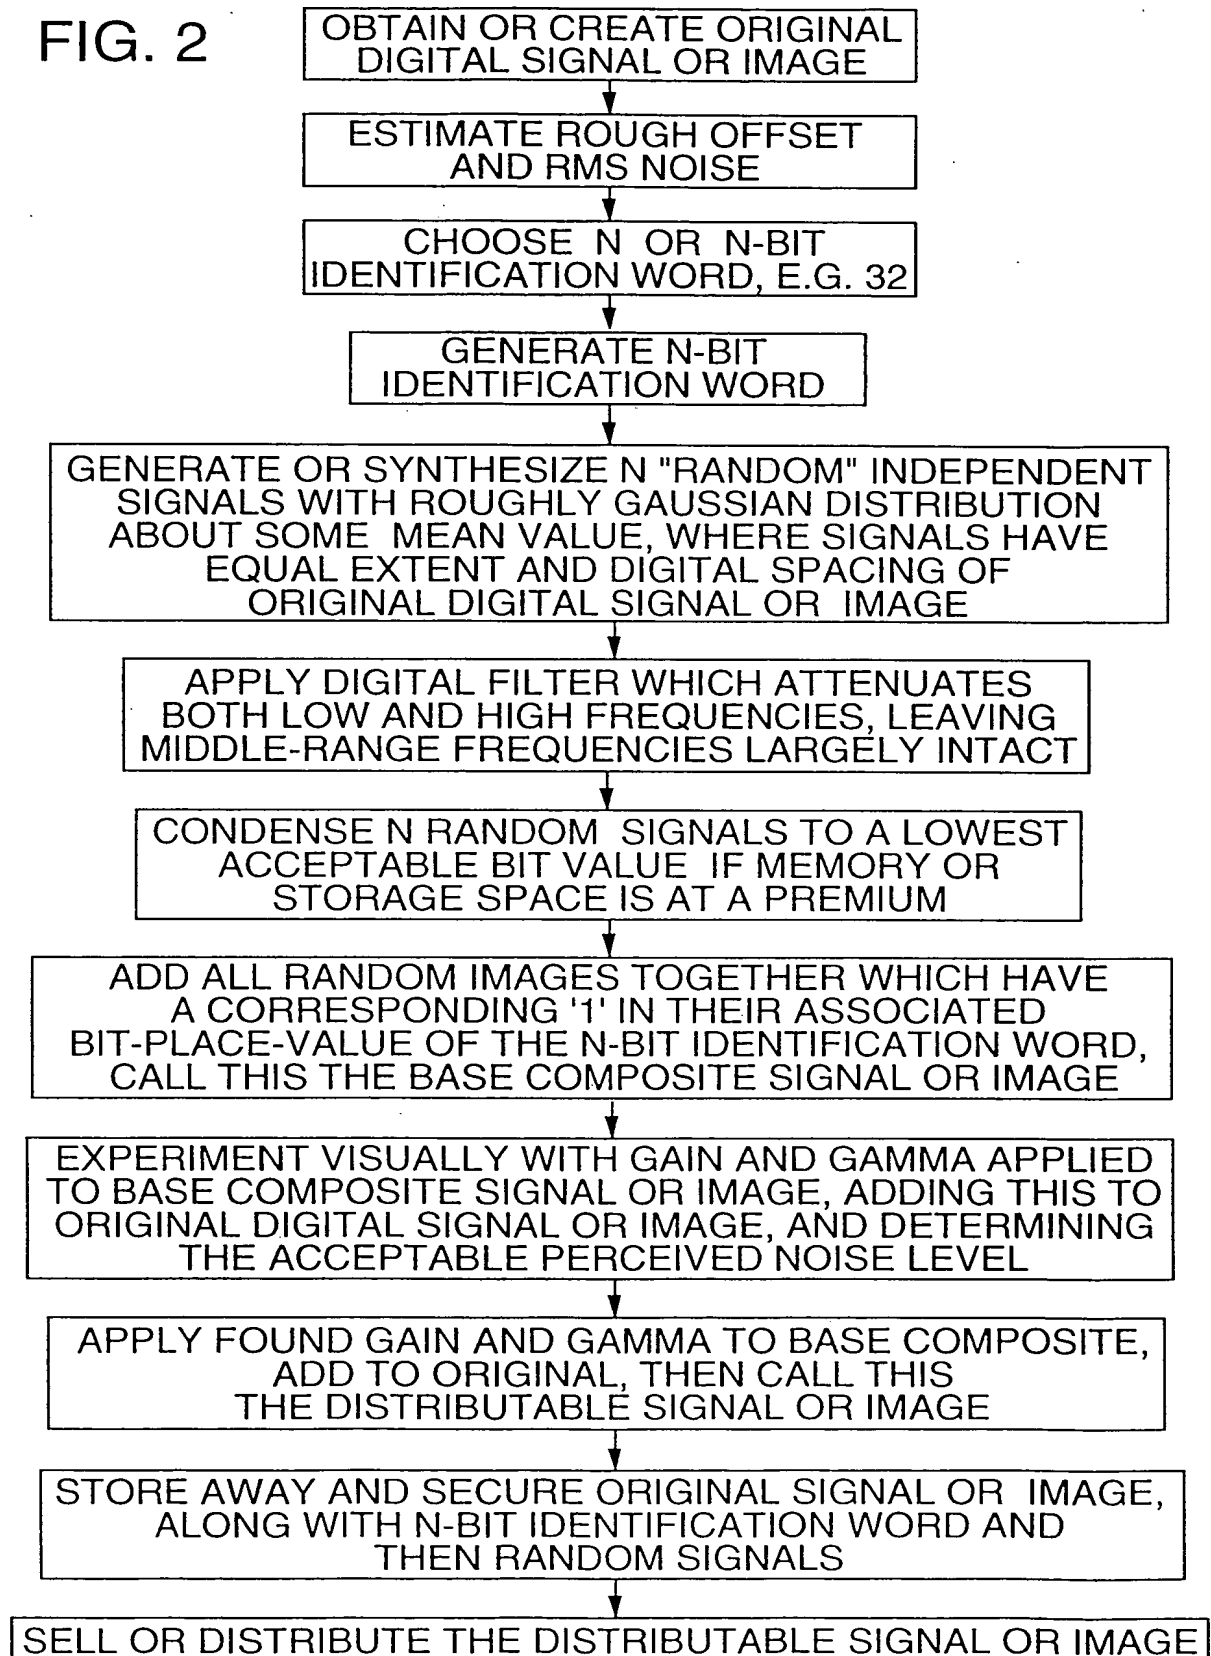 FIG. 2
OBTAIN OR CREATE ORIGINAL
DIGITAL SIGNAL OR IMAGE
ESTIMATE ROUGH OFFSET
AND RMS NOISE
CHOOSE N OR N-BIT
IDENTIFICATION WORD, E.G. 32
GENERATE N-BIT
IDENTIFICATION WORD
GENERATE OR SYNTHESIZE N "RANDOM" INDEPENDENT
SIGNALS WITH ROUGHLY GAUSSIAN DISTRIBUTION
ABOUT SOME MEAN VALUE, WHERE SIGNALS HAVE
EQUAL EXTENT AND DIGITAL SPACING OF
ORIGINAL DIGITAL SIGNAL OR IMAGE
APPLY DIGITAL FILTER WHICH ATTENUATES
BOTH LOW AND HIGH FREQUENCIES, LEAVING
MIDDLE-RANGE FREQUENCIES LARGELY INTACT
CONDENSE N RANDOM SIGNALS TO A LOWEST
ACCEPTABLE BIT VALUE IF MEMORY OR
STORAGE SPACE IS AT A PREMIUM
ADD ALL RANDOM IMAGES TOGETHER WHICH HAVE
A CORRESPONDING '1' IN THEIR ASSOCIATED
BIT-PLACE-VALUE OF THE N-BIT IDENTIFICATION WORD,
CALL THIS THE BASE COMPOSITE SIGNAL OR IMAGE
EXPERIMENT VISUALLY WITH GAIN AND GAMMA APPLIED
TO BASE COMPOSITE SIGNAL OR IMAGE, ADDING THIS TO
ORIGINAL DIGITAL SIGNAL OR IMAGE, AND DETERMINING
THE ACCEPTABLE PERCEIVED NOISE LEVEL
APPLY FOUND GAIN AND GAMMA TO BASE COMPOSITE,
ADD TO ORIGINAL, THEN CALL THIS
THE DISTRIBUTABLE SIGNAL OR IMAGE
STORE AWAY AND SECURE ORIGINAL SIGNAL OR IMAGE,
ALONG WITH N-BIT IDENTIFICATION WORD AND
THEN RANDOM SIGNALS
SELL OR DISTRIBUTE THE DISTRIBUTABLE SIGNAL OR IMAGE